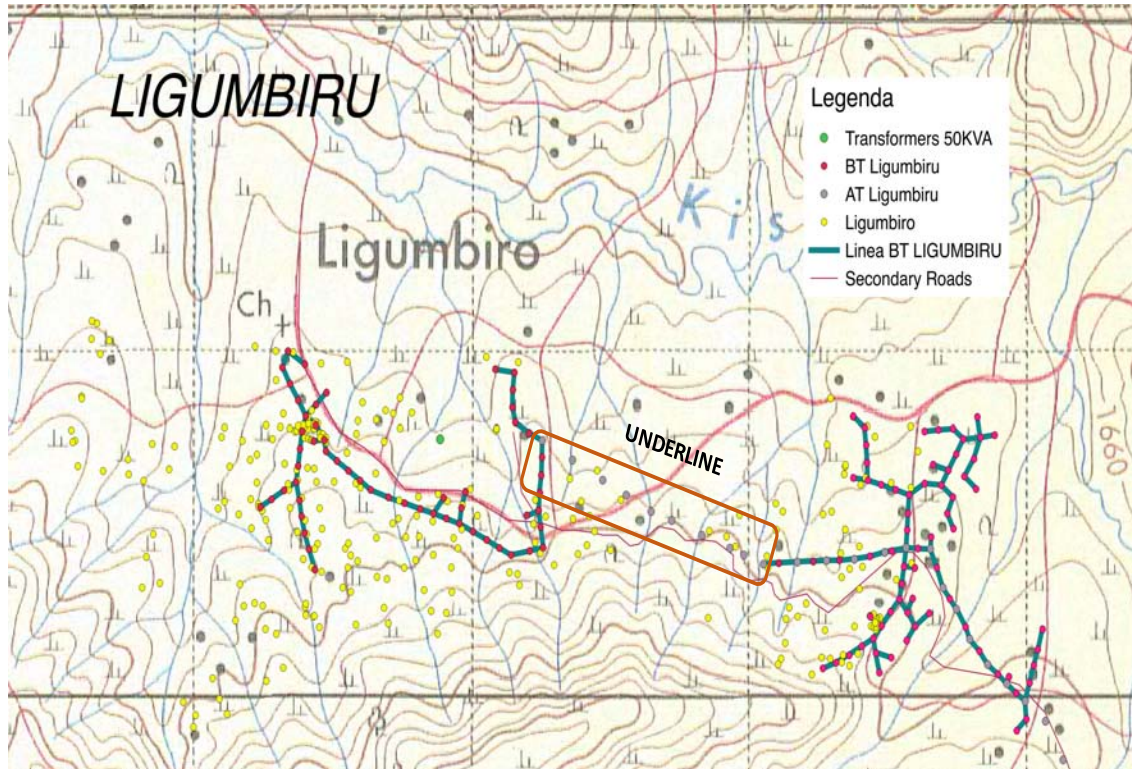 LIGUMBIRU
Legenda
Transformers 50KVA
BT Ligumbiru
AT Ligumbiru
Ligumbiro
Linea BT LIGUMBIRU
Secondary Roads
Kis
Ligumbiro
Ch
UNDERLINE
1660